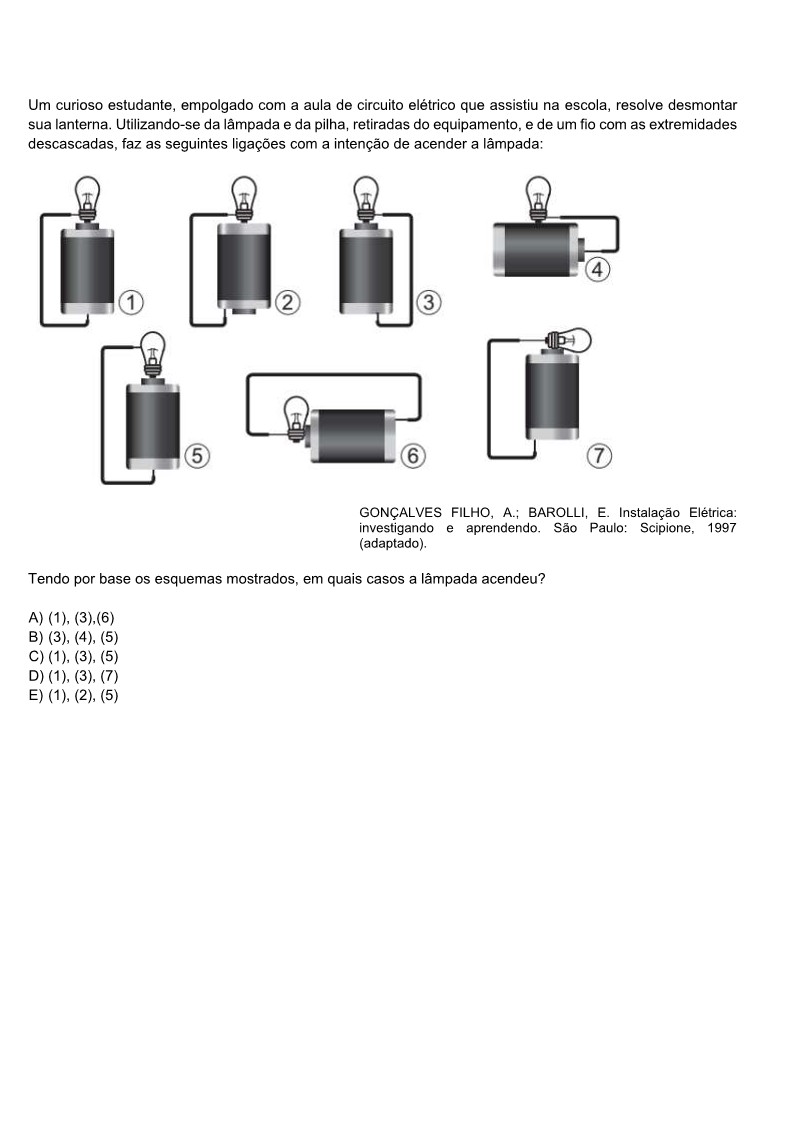 Um curioso estudante, empolgado com a aula de circuito elétrico que assistiu na escola, resolve desmontar
sua lanterna. Utilizando-se da lâmpada e da pilha, retiradas do equipamento, e de um fio com as extremidades
descascadas, faz as seguintes ligações com a intenção de acender a lâmpada:
1
2
3
4
5
6
7
GONÇALVES FILHO, A.; BAROLLI, E. Instalação Elétrica:
investigando e aprendendo. São Paulo: Scipione, 1997
(adaptado).
Tendo por base os esquemas mostrados, em quais casos a lâmpada acendeu?
A) (1), (3),(6)
B) (3), (4), (5)
C) (1), (3), (5)
D) (1), (3), (7)
E) (1), (2), (5)